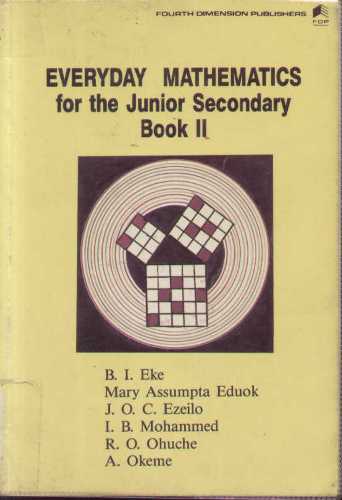 FOURTH DIMENSION PUBLISHERS
FDP
EVERYDAY MATHEMATICS
for the Junior Secondary
Book II
B. I. Eke
Mary Assumpta Eduok
J. O. C. Ezeilo
I. B. Mohammed
R. O. Ohuche
A. Okeme